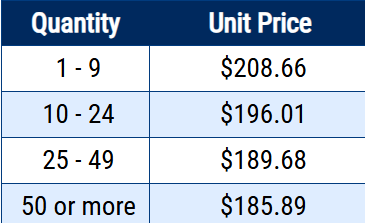 Quantity Unit Price
1 - 9 $208.66
10 - 24 $196.01
25 - 49 $189.68
50 or more $185.89